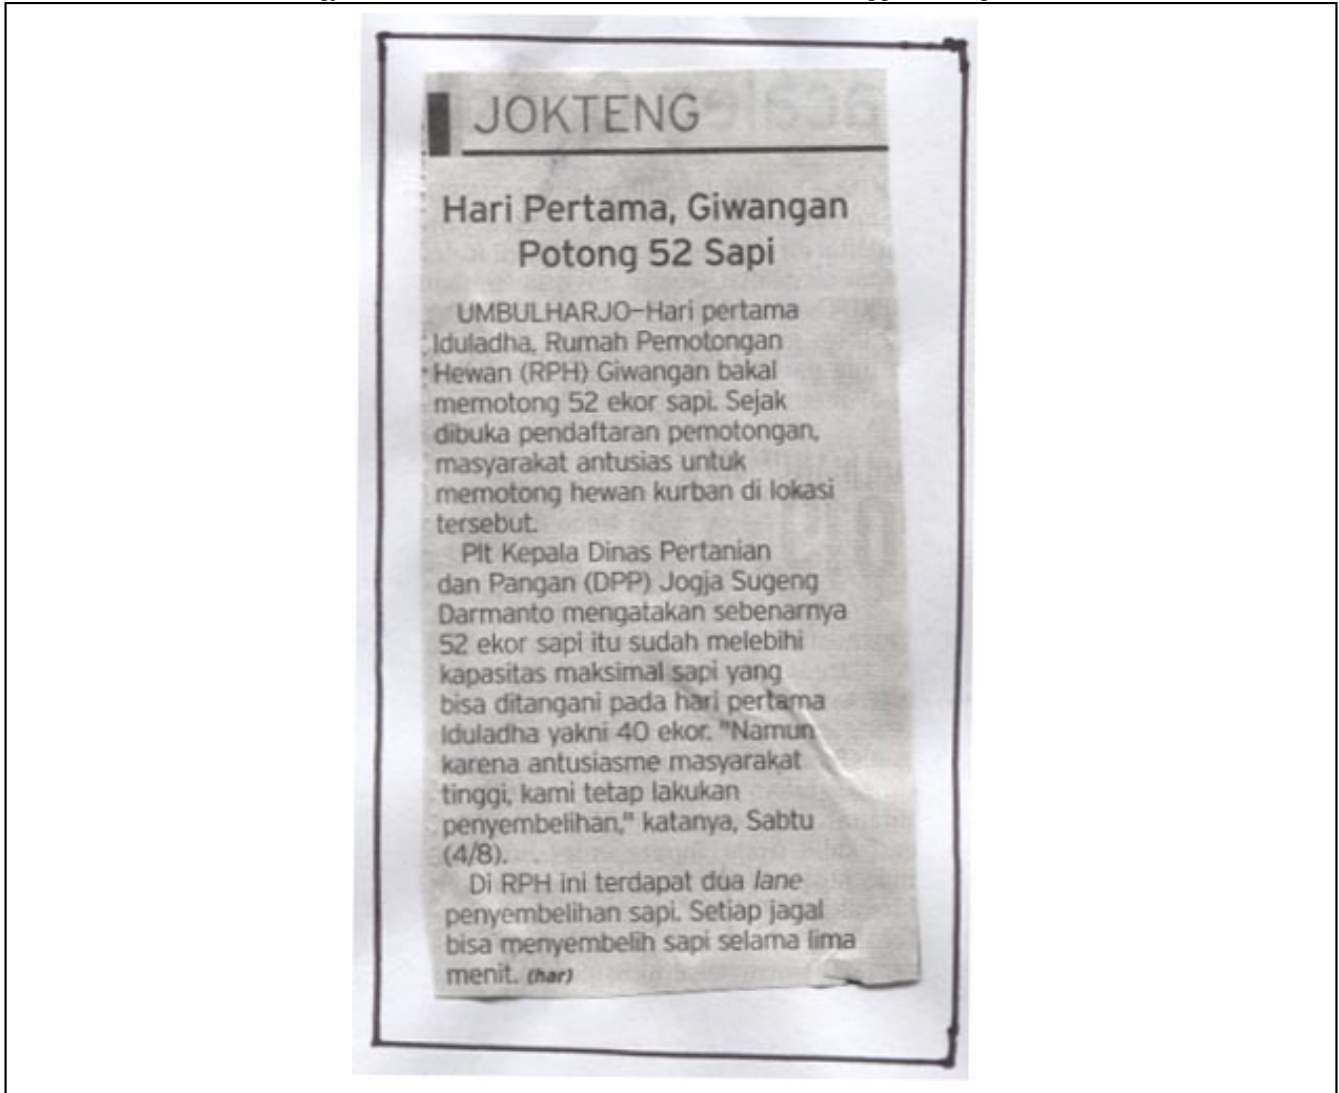 JOKTENG
Hari Pertama, Giwangan
Potong 52 Sapi
UMBULHARJO–Hari pertama
Iduladha, Rumah Pemotongan
Hewan (RPH) Giwangan bakal
memotong 52 ekor sapi. Sejak
dibuka pendaftaran pemotongan,
masyarakat antusias untuk
memotong hewan kurban di lokasi
tersebut.
Plt Kepala Dinas Pertanian
dan Pangan (DPP) Jogja Sugeng
Darmanto mengatakan sebenarnya
52 ekor sapi itu sudah melebihi
kapasitas maksimal sapi yang
bisa ditangani pada hari pertama
Iduladha yakni 40 ekor. "Namun
karena antusiasme masyarakat
tinggi, kami tetap lakukan
penyembelihan," katanya, Sabtu
(4/8).
Di RPH ini terdapat dua lane
penyembelihan sapi. Setiap jagal
bisa menyembelih sapi selama lima
menit. (har)